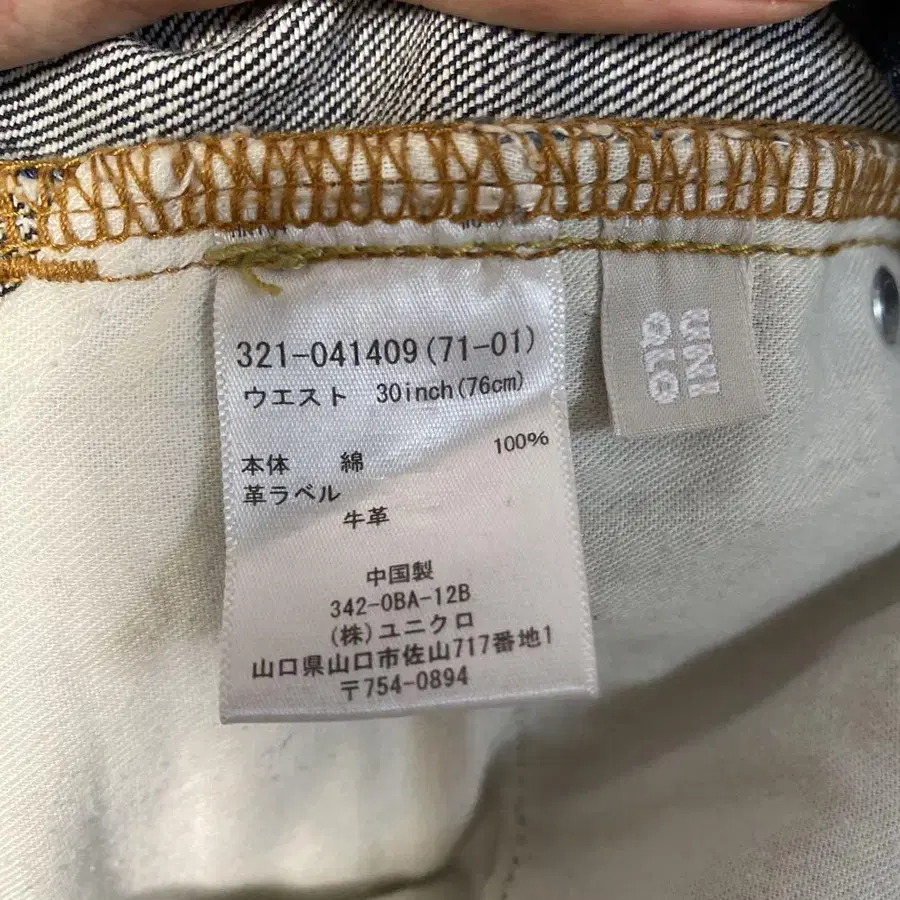 321-041409(71-01)
ウエスト 30inch(76cm)
100%
本体 綿
革ラベル
牛革
中国製
342-0BA-12B
(株)ユニクロ
山口県山口市佐山717番地1
〒754-0894
UNI
QLO